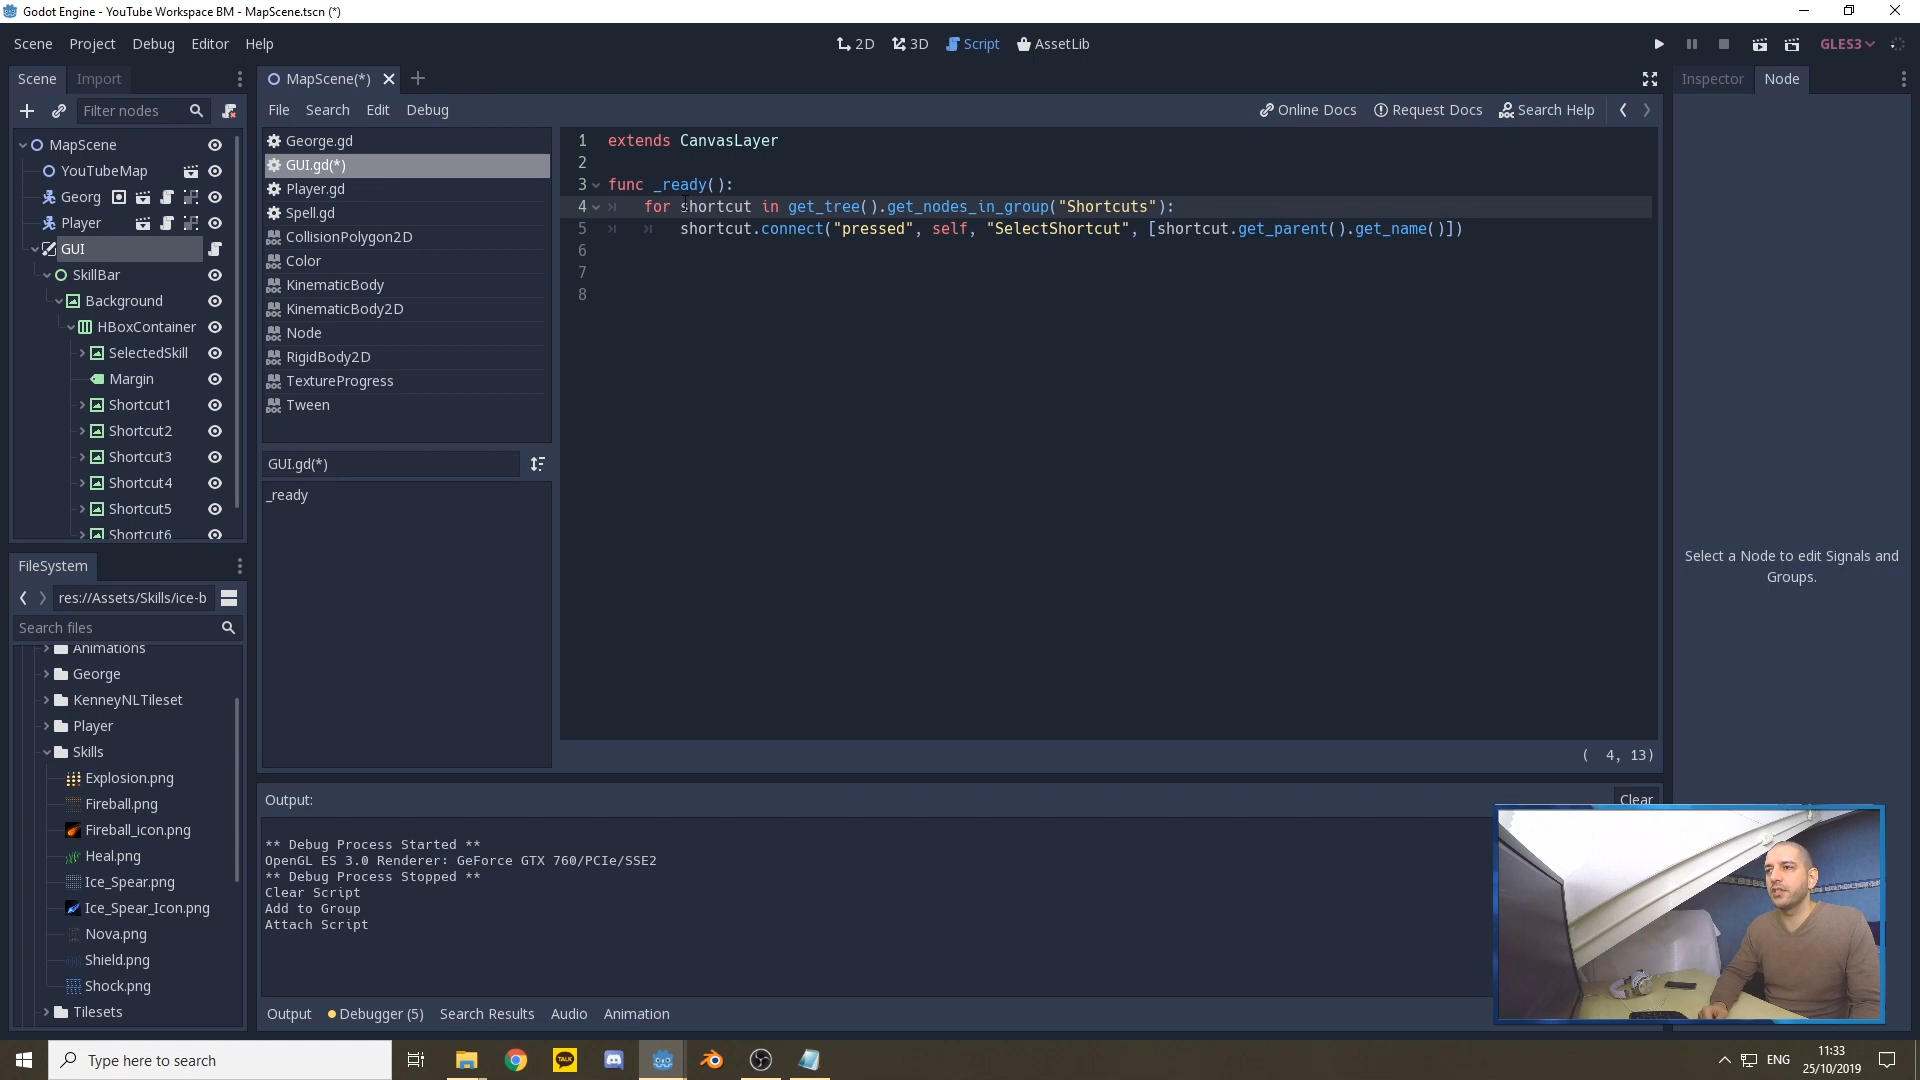 Godot Engine - YouTube Workspace BM - MapScene.tscn (*)
Scene Project Debug Editor Help
2D 3D Script AssetLib
GLES3
Scene Import
MapScene(*)
Inspector Node
Filter nodes
File Search Edit Debug
Online Docs Request Docs Search Help
MapScene
YouTubeMap
Georg
Player
GUI
SkillBar
Background
HBoxContainer
SelectedSkill
Margin
Shortcut1
Shortcut2
Shortcut3
Shortcut4
Shortcut5
Shortcut6
George.gd
GUI.gd(*)
Player.gd
Spell.gd
CollisionPolygon2D
Color
KinematicBody
KinematicBody2D
Node
RigidBody2D
TextureProgress
Tween
GUI.gd(*)
_ready
1 extends CanvasLayer
2
3 func _ready():
4 for shortcut in get_tree().get_nodes_in_group("Shortcuts"):
5 shortcut.connect("pressed", self, "SelectShortcut", [shortcut.get_parent().get_name()])
6
7
8
( 4, 13)
Select a Node to edit Signals and
Groups.
FileSystem
res://Assets/Skills/ice-b
Search files
Animations
George
KenneyNLTileset
Player
Skills
Explosion.png
Fireball.png
Fireball_icon.png
Heal.png
Ice_Spear.png
Ice_Spear_Icon.png
Nova.png
Shield.png
Shock.png
Tilesets
Output:
Clear
** Debug Process Started **
OpenGL ES 3.0 Renderer: GeForce GTX 760/PCIe/SSE2
** Debug Process Stopped **
Clear Script
Add to Group
Attach Script
Output Debugger (5) Search Results Audio Animation
Type here to search
TALK
ENG
11:33
25/10/2019